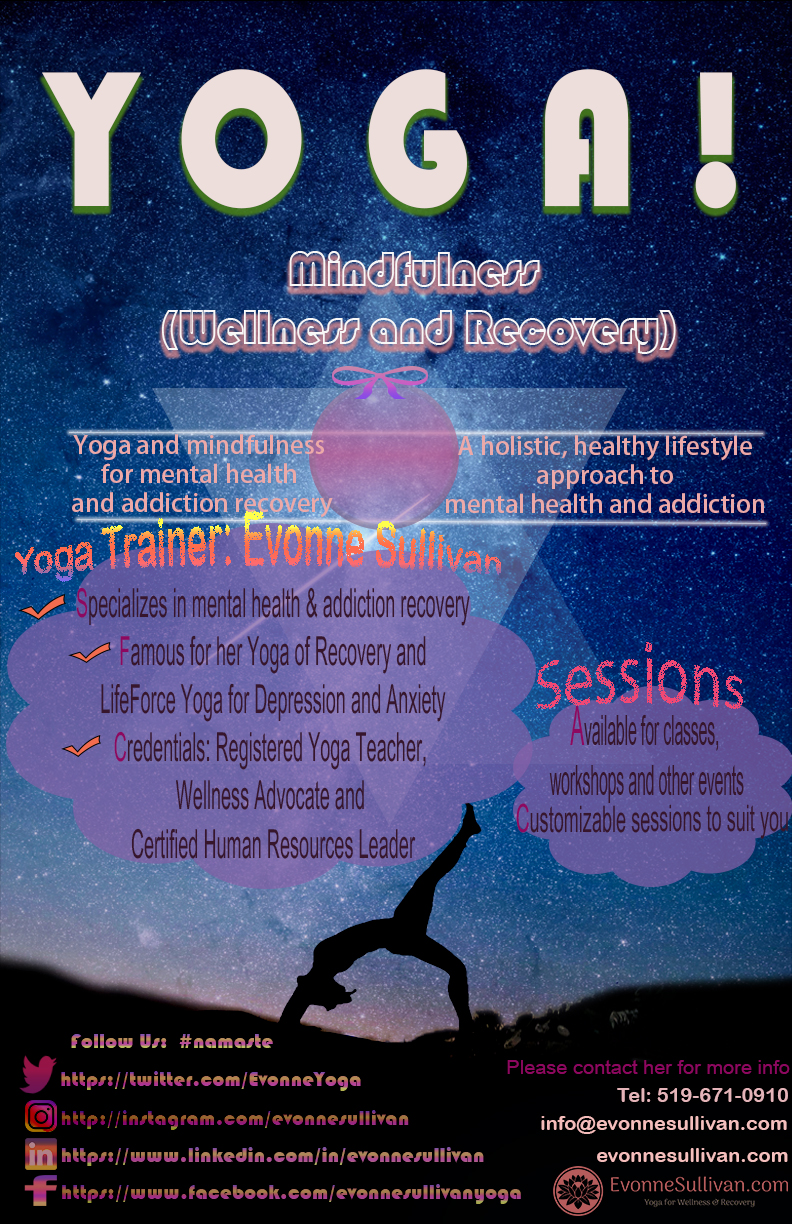 YOGA!
Mindfulness
(Wellness and Recovery)
Yoga and mindfulness
for mental health
and addiction recovery
A holistic, healthy lifestyle
approach to
mental health and addiction
Yoga Trainer: Evonne Sullivan
Specializes in mental health & addiction recovery
Famous for her Yoga of Recovery and
LifeForce Yoga for Depression and Anxiety
Credentials: Registered Yoga Teacher,
Wellness Advocate and
Certified Human Resources Leader
Sessions
Available for classes,
workshops and other events
Customizable sessions to suit you
Follow Us: #namaste
https://twitter.com/EvonneYoga
http://instagram.com/evonnesullivan
in https://www.linkedin.com/in/evonnesullivan
f https://www.facebook.com/evonnesullivanyoga
Please contact her for more info
Tel: 519-671-0910
info@evonnesullivan.com
evonnesullivan.com
EvonneSullivan.com
Yoga for Wellness & Recovery